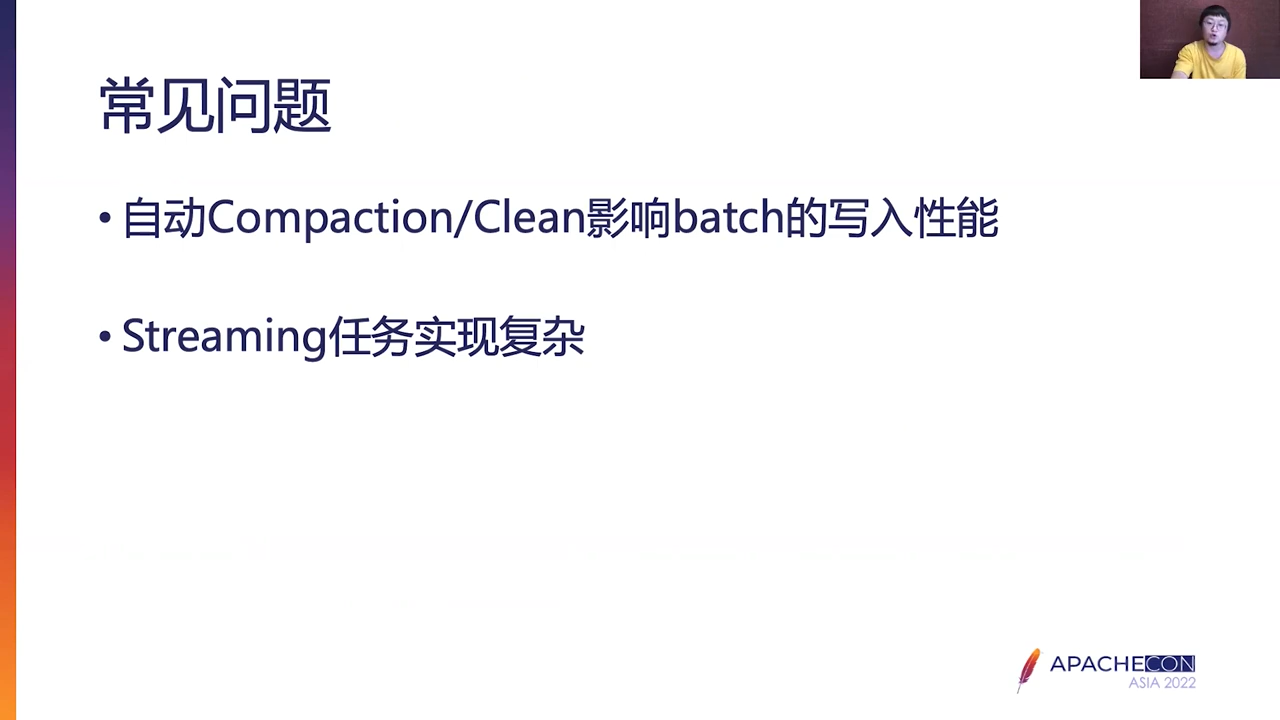 常见问题
• 自动Compaction/Clean影响batch的写入性能
• Streaming任务实现复杂
APACHECON
ASIA 2022